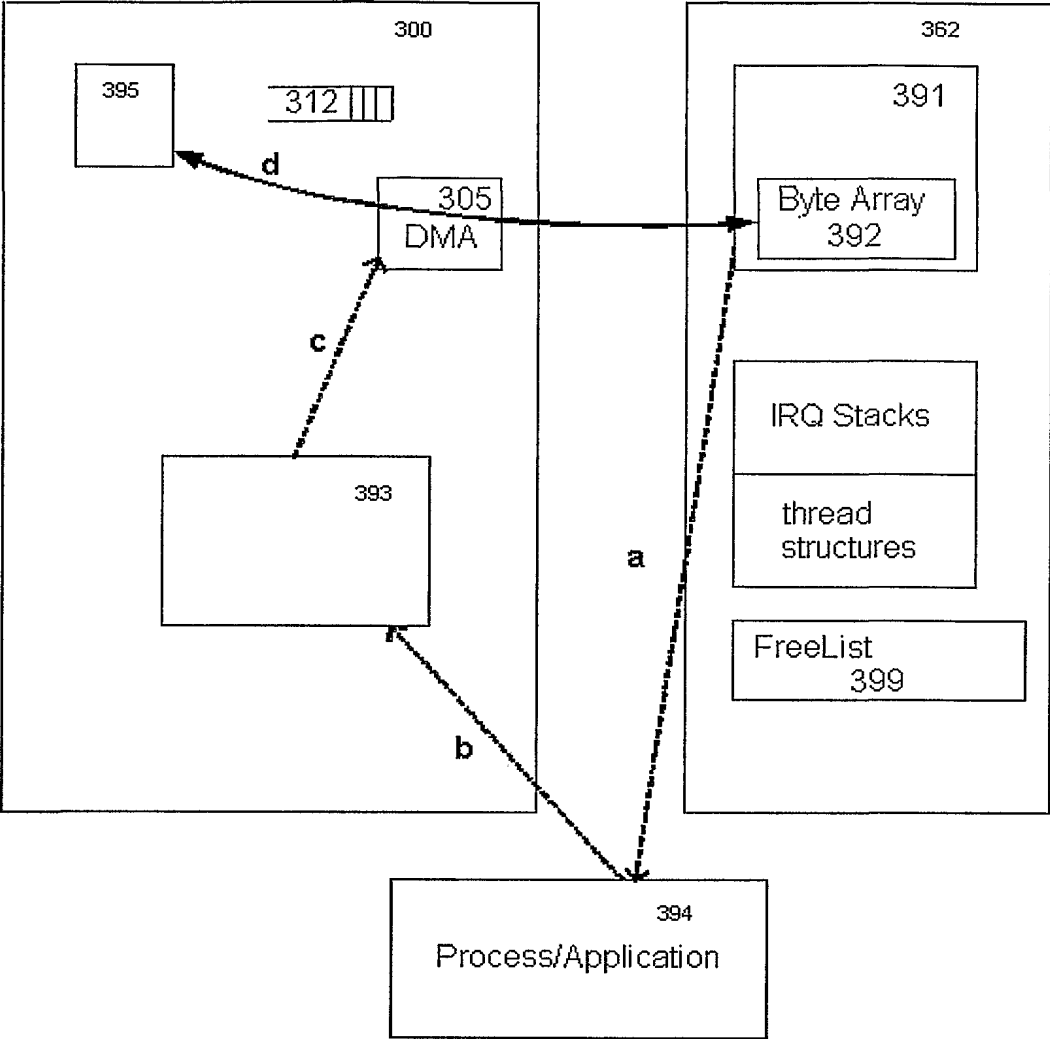 300
362
395
312
391
d
305
DMA
Byte Array
392
c
IRQ Stacks
393
thread
structures
a
FreeList
399
b
394
Process/Application